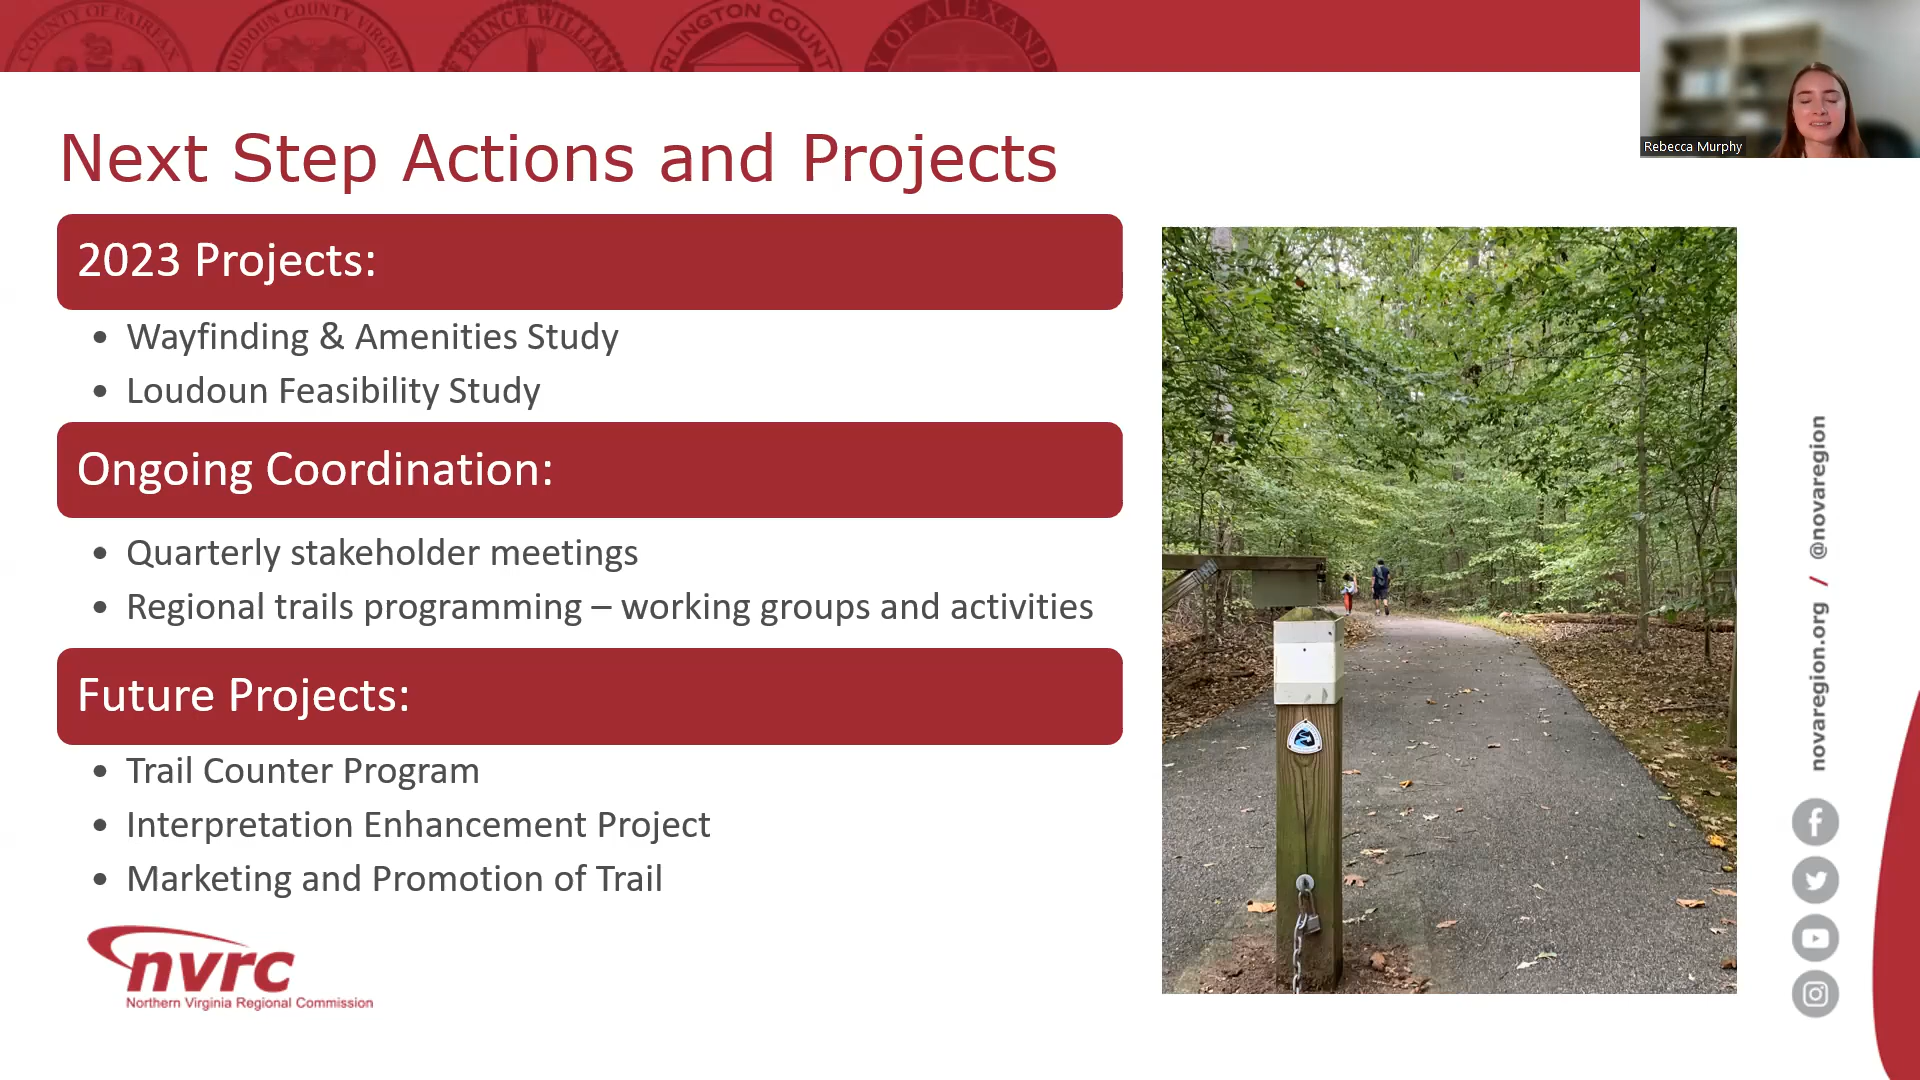 COUNTY OF FAIRFAX
LOUDOUN COUNTY VIRGINIA
PRINCE WILLIAM
ARLINGTON COUNTY
OF ALEXAND
Rebecca Murphy
Next Step Actions and Projects
2023 Projects:
• Wayfinding & Amenities Study
• Loudoun Feasibility Study
Ongoing Coordination:
• Quarterly stakeholder meetings
• Regional trails programming – working groups and activities
Future Projects:
• Trail Counter Program
• Interpretation Enhancement Project
• Marketing and Promotion of Trail
nvrc
Northern Virginia Regional Commission
novaregion.org / @novaregion